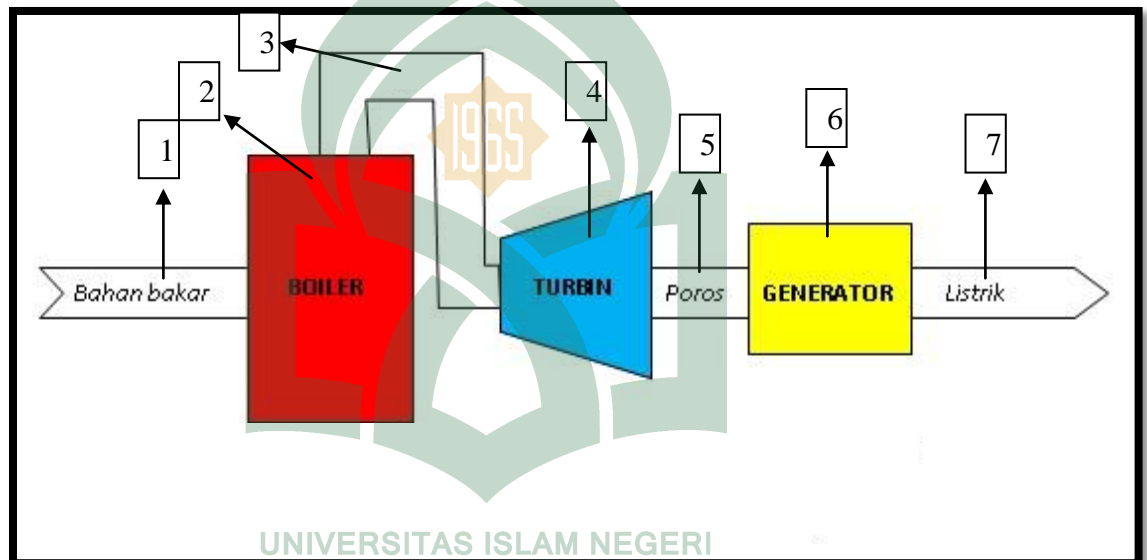 3
2
4
1
5
6
7
1965
Bahan bakar
BOILER
TURBIN
Poros
GENERATOR
Listrik
UNIVERSITAS ISLAM NEGERI